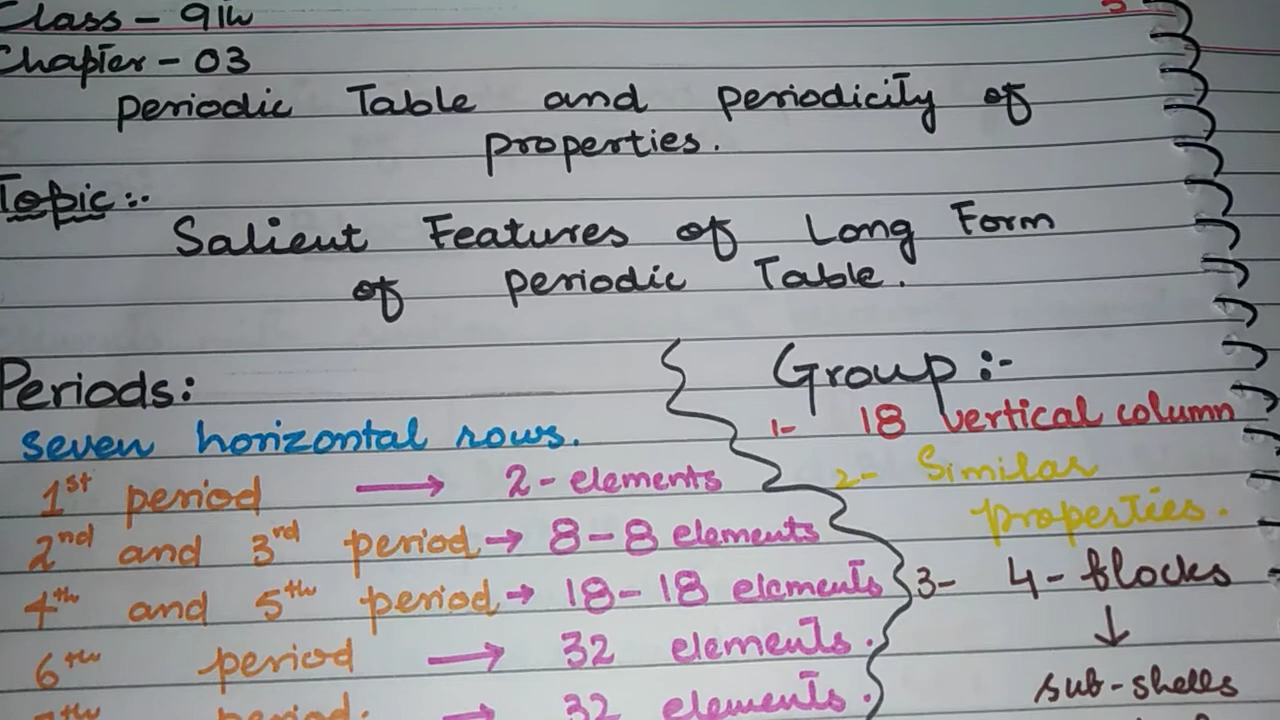 Class - 9th
Chapter - 03
Periodic Table and periodicity of
properties.
Topic :-
Salient Features of Long Form
of periodic Table.
Periods:
seven horizontal rows.
1st period → 2 - elements
2nd and 3rd period → 8 - 8 elements
4th and 5th period → 18 - 18 elements
6th period → 32 elements.
7th period. → 32 elements.
Group :-
1- 18 vertical column
2- Similar
properties.
3- 4 - blocks
↓
sub-shells